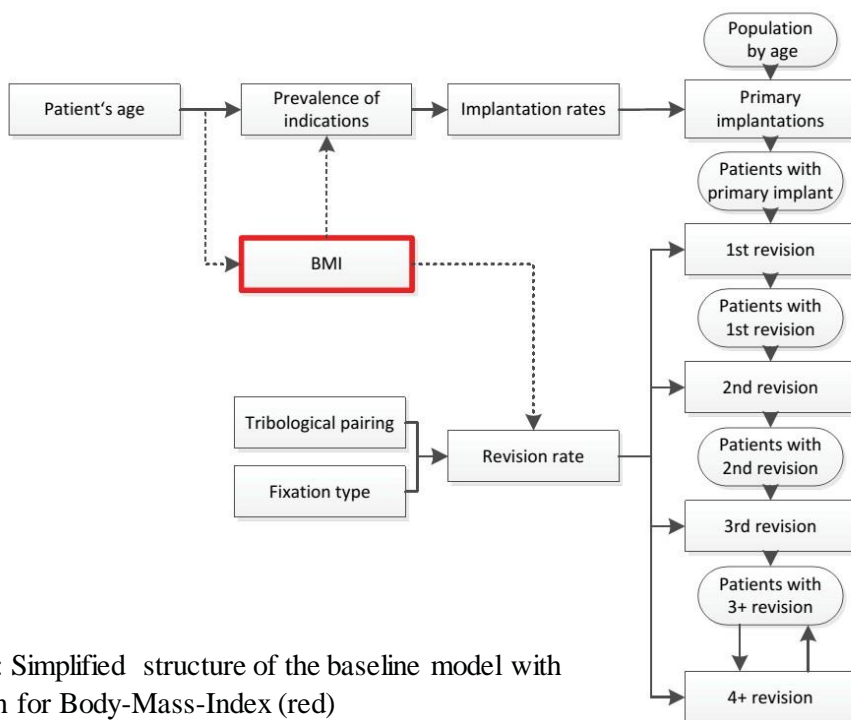 Population
by age
Patient‘s age
Prevalence of
indications
Implantation rates
Primary
implantations
Patients with
primary implant
BMI
1st revision
Patients with
1st revision
2nd revision
Tribological pairing
Fixation type
Revision rate
Patients with
2nd revision
3rd revision
Patients with
3+ revision
4+ revision
: Simplified structure of the baseline model with
for Body-Mass-Index (red)